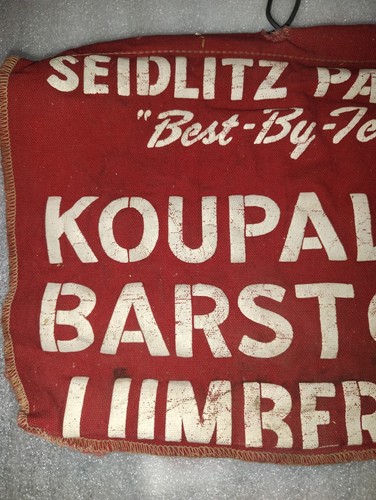 SEIDLITZ PA
"Best-By-Te
KOUPAL
BARST
LUMBER